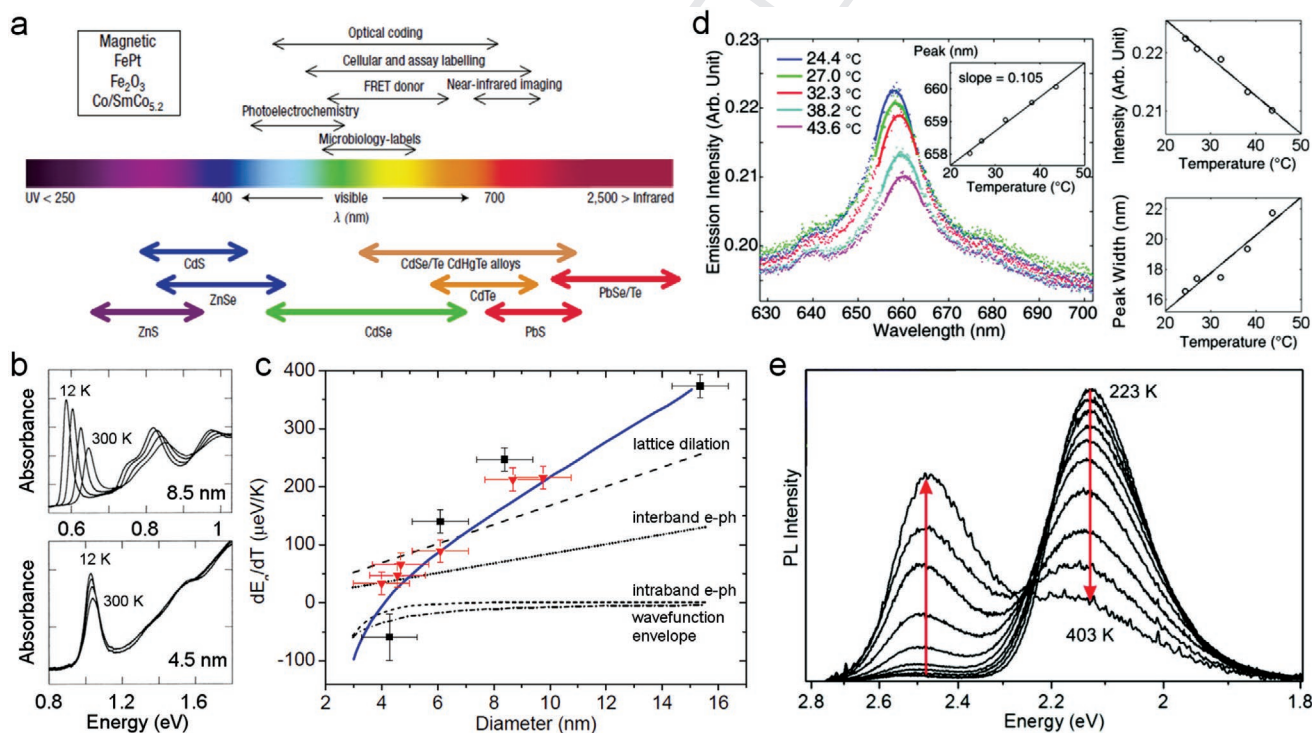 a
Magnetic
FePt
Fe₂O₃
Co/SmCo₅.₂
Optical coding
Cellular and assay labelling
FRET donor
Near-infrared imaging
Photoelectrochemistry
Microbiology-labels
UV < 250
400
visible
700
2,500 > Infrared
λ (nm)
CdS
CdSe/Te CdHgTe alloys
ZnSe
CdTe
PbSe/Te
ZnS
CdSe
PbS
b
Absorbance
12 K
300 K
8.5 nm
0.6
0.8
1
Absorbance
12 K
300 K
4.5 nm
0.8
1.2
1.6
Energy (eV)
c
dEg/dT (µeV/K)
400
300
200
100
0
-100
lattice dilation
interband e-ph
intraband e-ph
wavefunction
envelope
2 4 6 8 10 12 14 16
Diameter (nm)
d
Emission Intensity (Arb. Unit)
0.23
0.22
0.21
0.20
24.4 °C
27.0 °C
32.3 °C
38.2 °C
43.6 °C
Peak (nm)
slope = 0.105
660
659
658
20 30 40 50
Temperature (°C)
630 640 650 660 670 680 690 700
Wavelength (nm)
Intensity (Arb. Unit)
0.22
0.21
20 30 40 50
Temperature (°C)
Peak Width (nm)
22
20
18
16
20 30 40 50
Temperature (°C)
e
PL Intensity
223 K
403 K
2.8 2.6 2.4 2.2 2 1.8
Energy (eV)